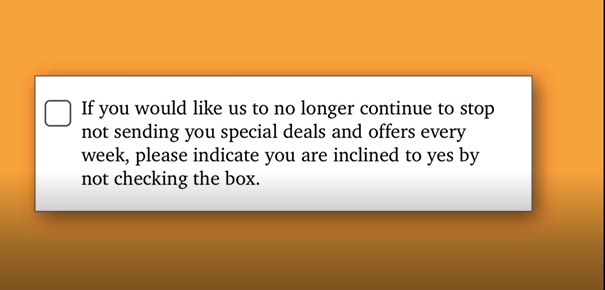 If you would like us to no longer continue to stop
not sending you special deals and offers every
week, please indicate you are inclined to yes by
not checking the box.